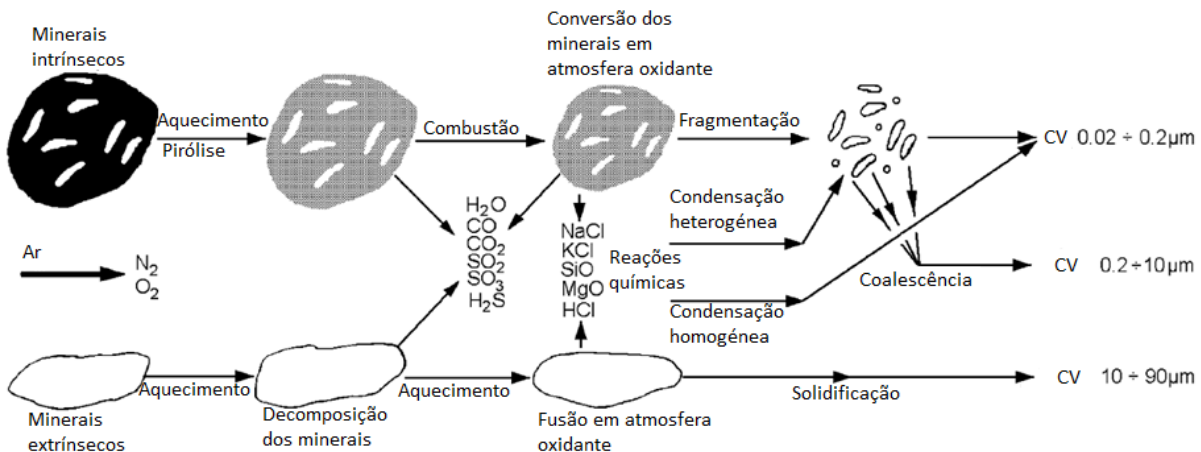 Minerais
intrínsecos
Conversão dos
minerais em
atmosfera oxidante
Aquecimento
Pirólise
Combustão
Fragmentação
CV 0.02 ÷ 0.2μm
H₂O
CO
CO₂
SO₂
SO₃
H₂S
NaCl
KCl
SiO
MgO
HCl
Condensação
heterogénea
Reações
químicas
Condensação
homogénea
Ar
N₂
O₂
Coalescência
CV 0.2÷10μm
Aquecimento
Aquecimento
Solidificação
CV 10 ÷ 90μm
Minerais
extrínsecos
Decomposição
dos minerais
Fusão em atmosfera
oxidante